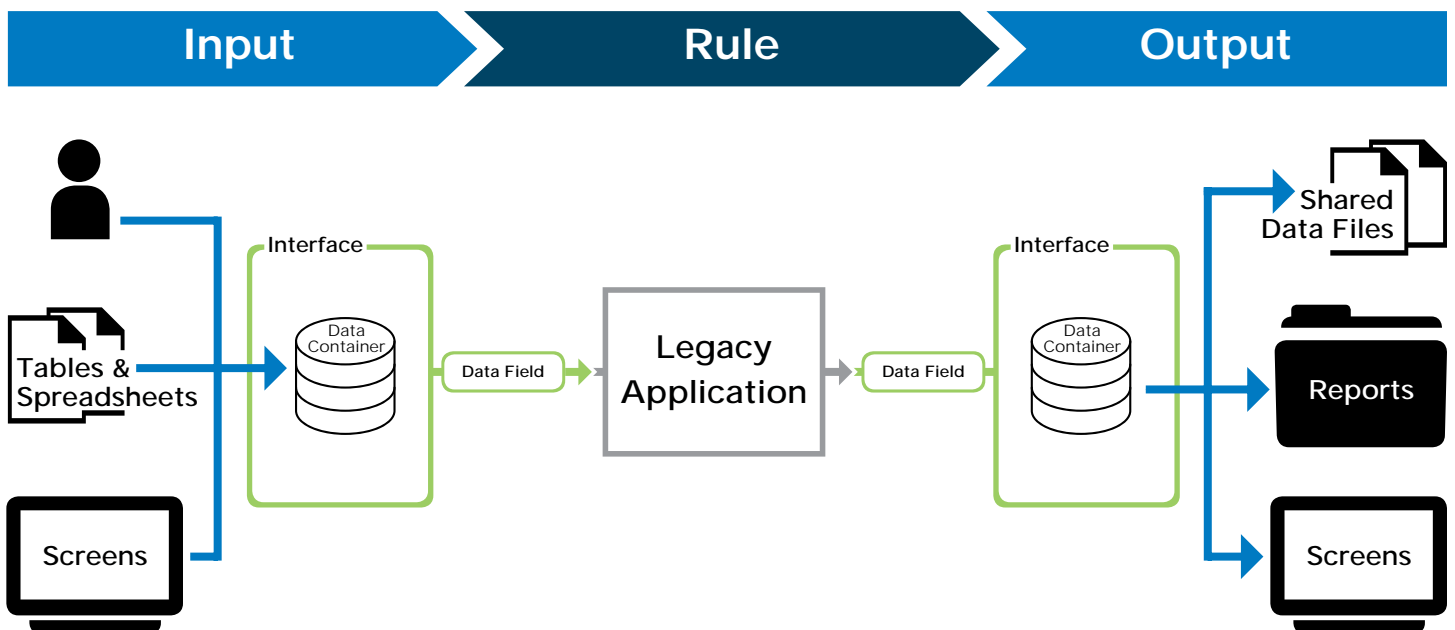 Input
Rule
Output
Interface
Data
Container
Tables &
Spreadsheets
Screens
Data Field
Legacy
Application
Data Field
Interface
Data
Container
Shared
Data Files
Reports
Screens